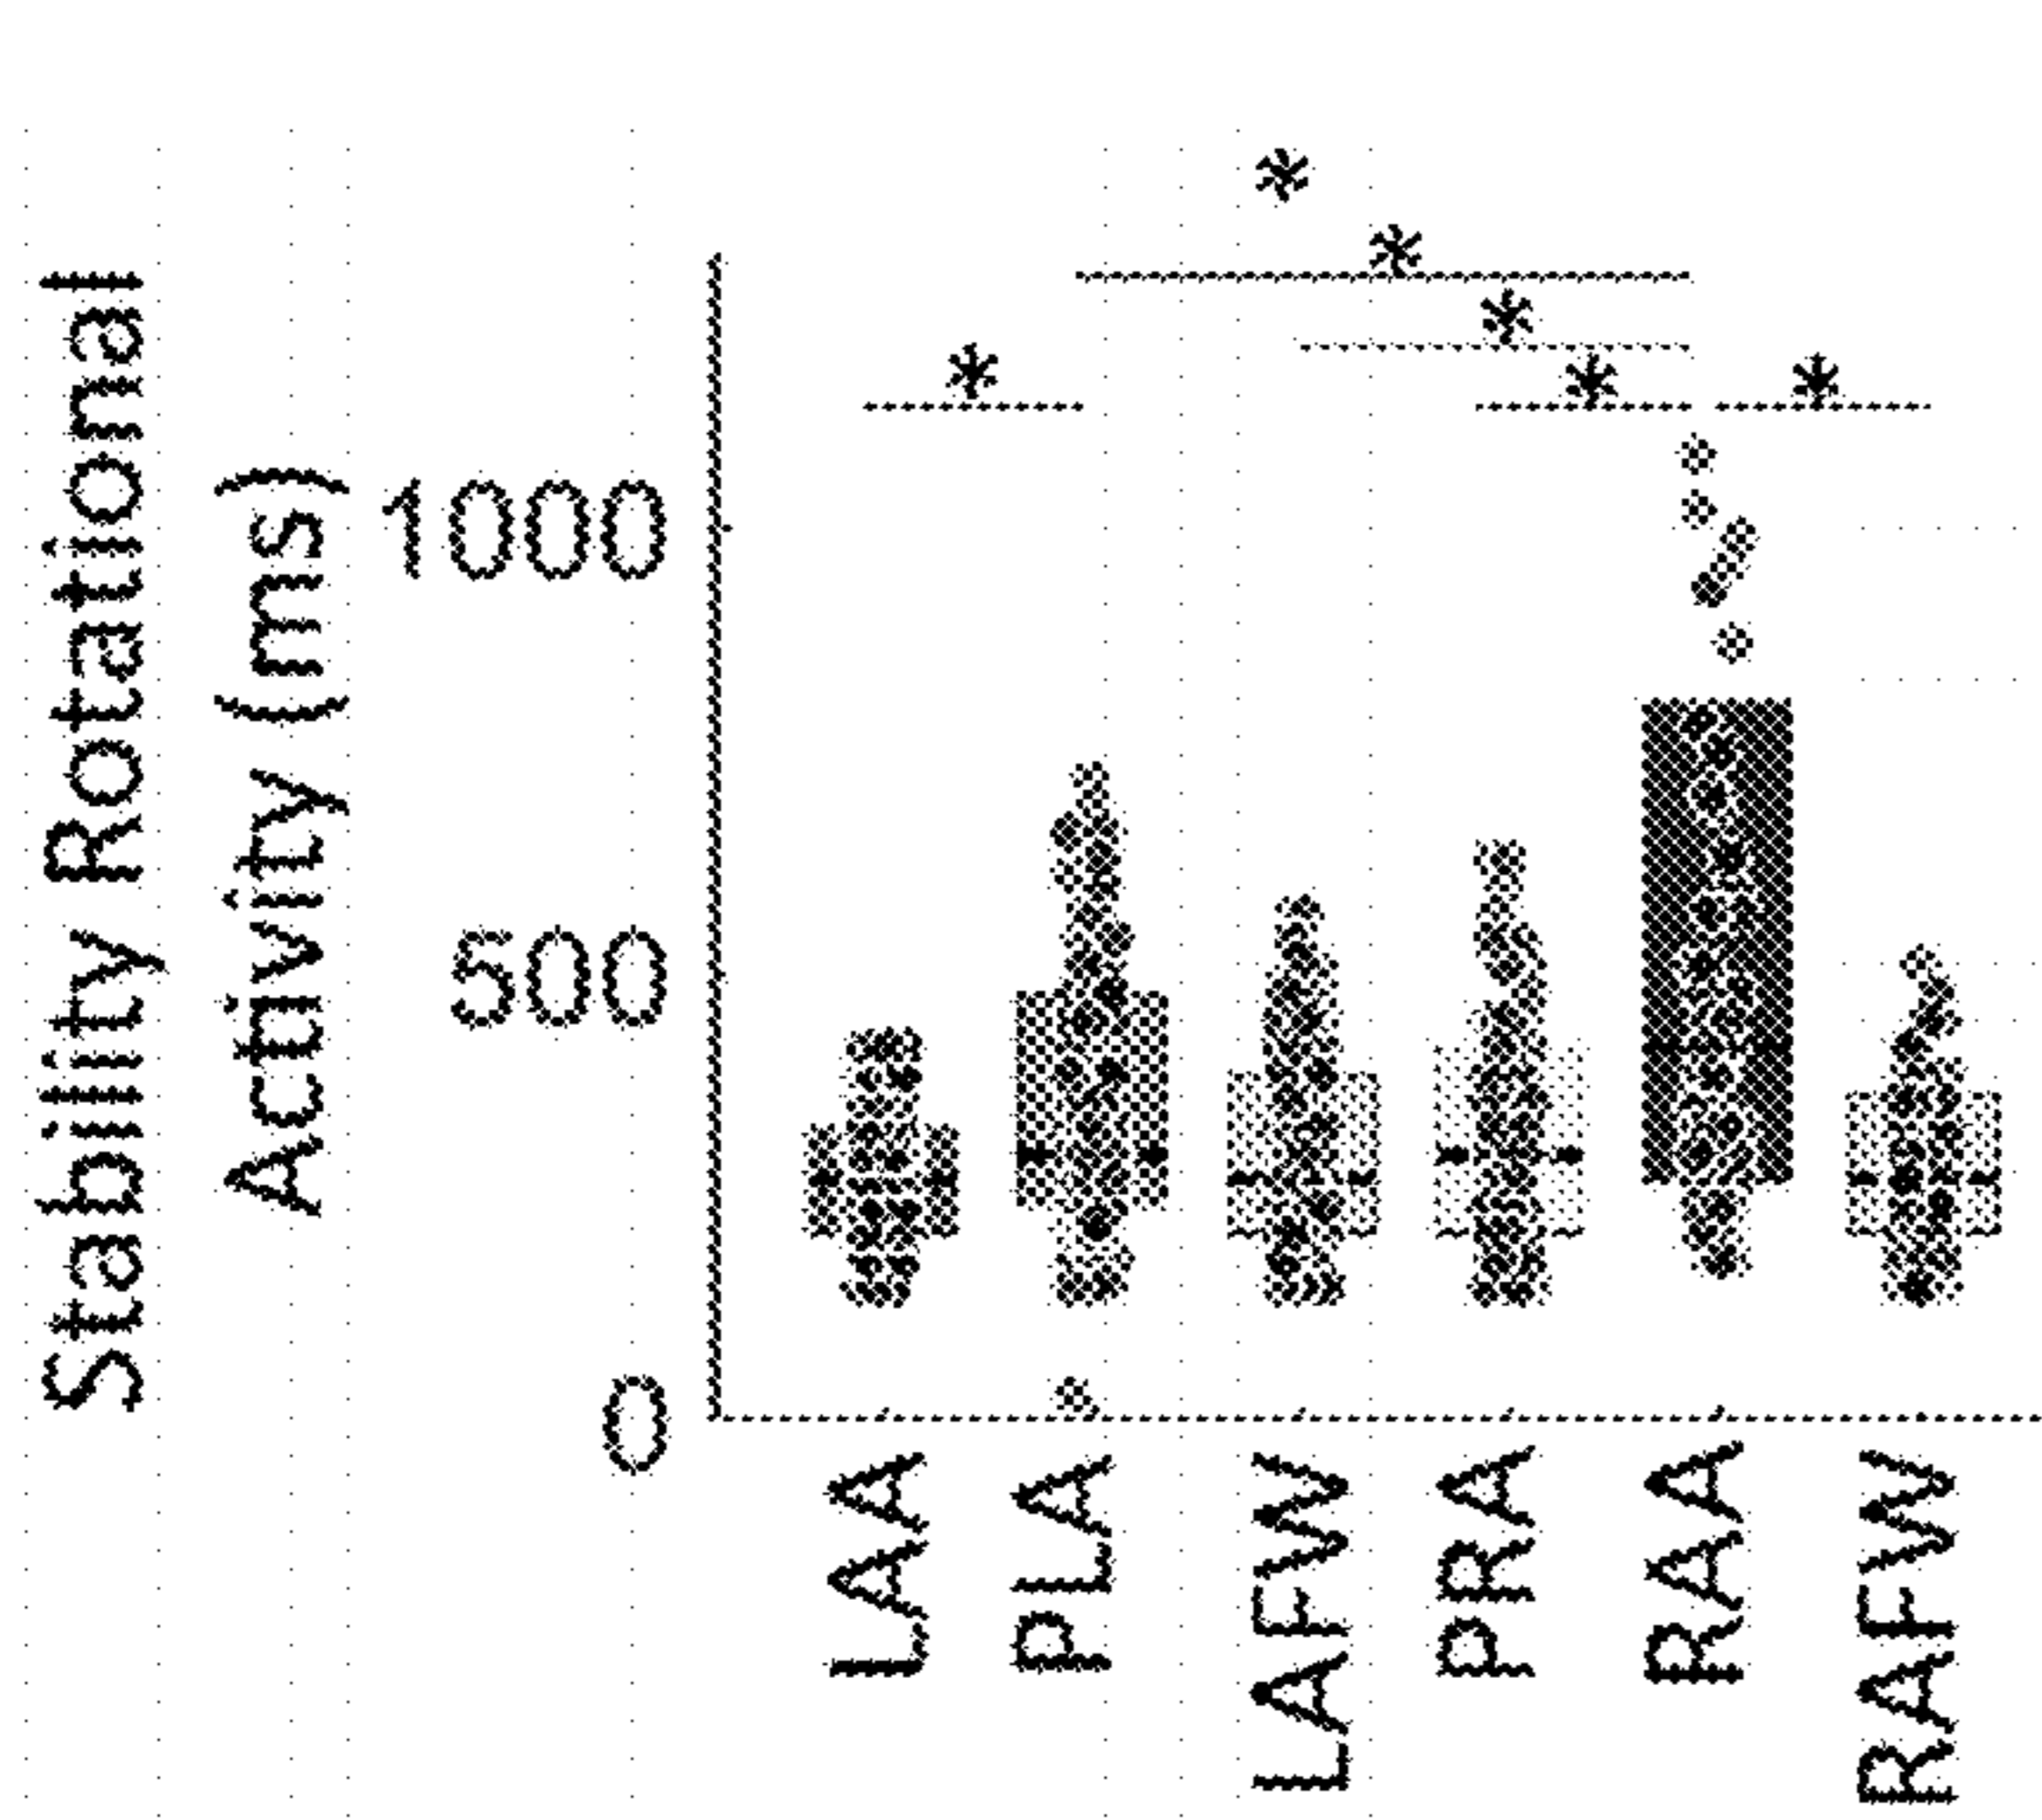 Stability Rotational
Activity (ms)
1000
500
0
*
*
*
*
*
*
LAA
PLA
LAFW
PRA
RAA
RAFW